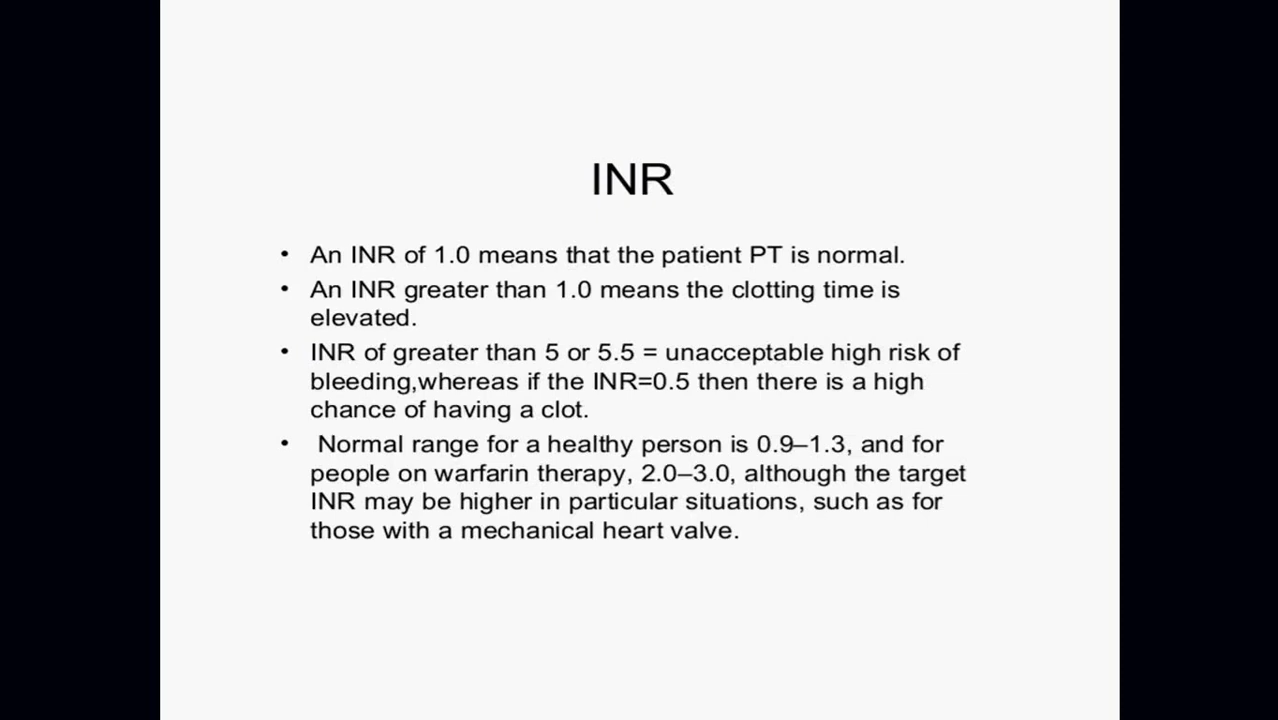 INR
• An INR of 1.0 means that the patient PT is normal.
• An INR greater than 1.0 means the clotting time is
elevated.
• INR of greater than 5 or 5.5 = unacceptable high risk of
bleeding,whereas if the INR=0.5 then there is a high
chance of having a clot.
• Normal range for a healthy person is 0.9–1.3, and for
people on warfarin therapy, 2.0–3.0, although the target
INR may be higher in particular situations, such as for
those with a mechanical heart valve.